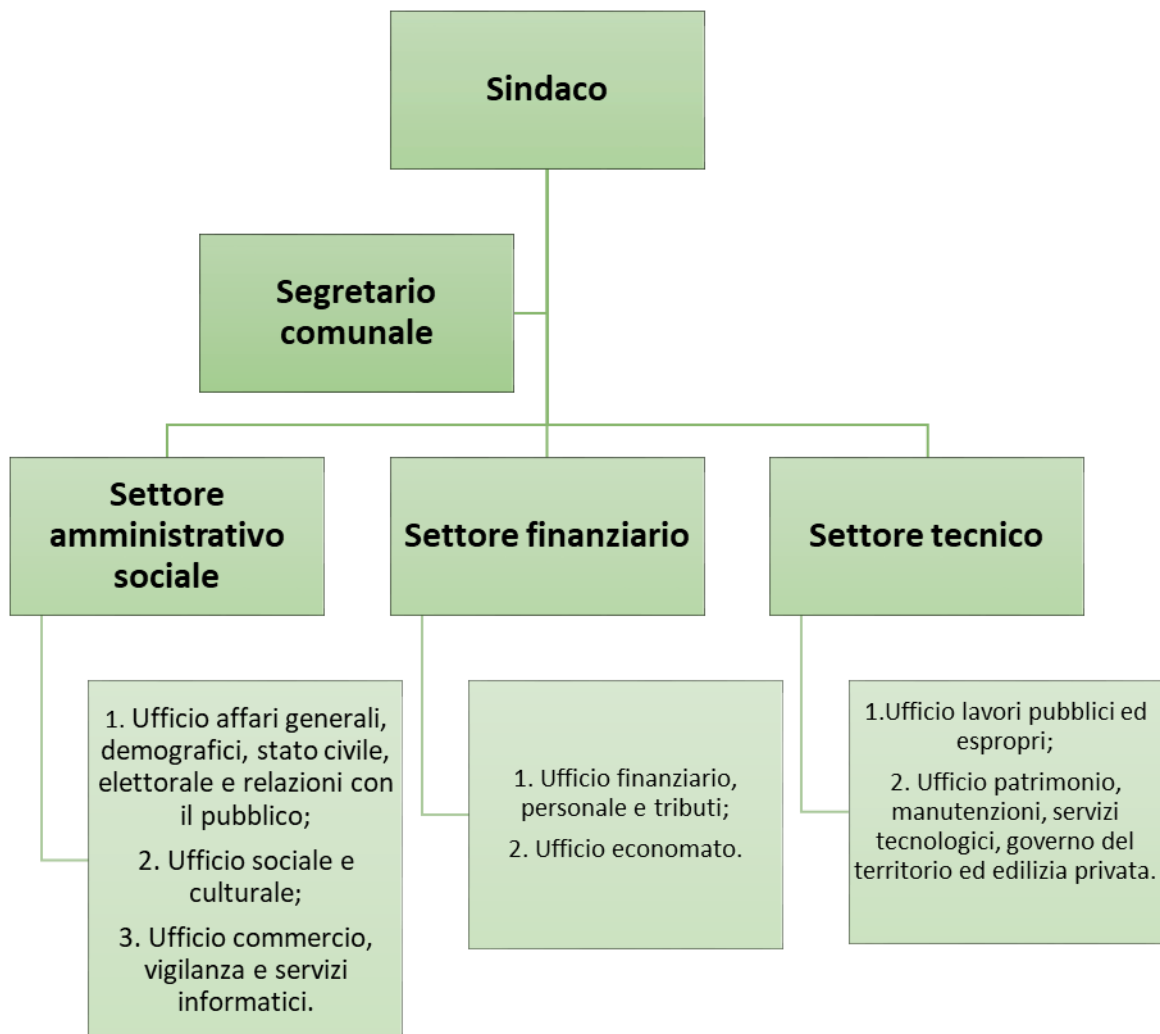 Sindaco
Segretario
comunale
Settore
amministrativo
sociale
Settore finanziario
Settore tecnico
1. Ufficio affari generali,
demografici, stato civile,
elettorale e relazioni con
il pubblico;
2. Ufficio sociale e
culturale;
3. Ufficio commercio,
vigilanza e servizi
informatici.
1. Ufficio finanziario,
personale e tributi;
2. Ufficio economato.
1.Ufficio lavori pubblici ed
espropri;
2. Ufficio patrimonio,
manutenzioni, servizi
tecnologici, governo del
territorio ed edilizia privata.